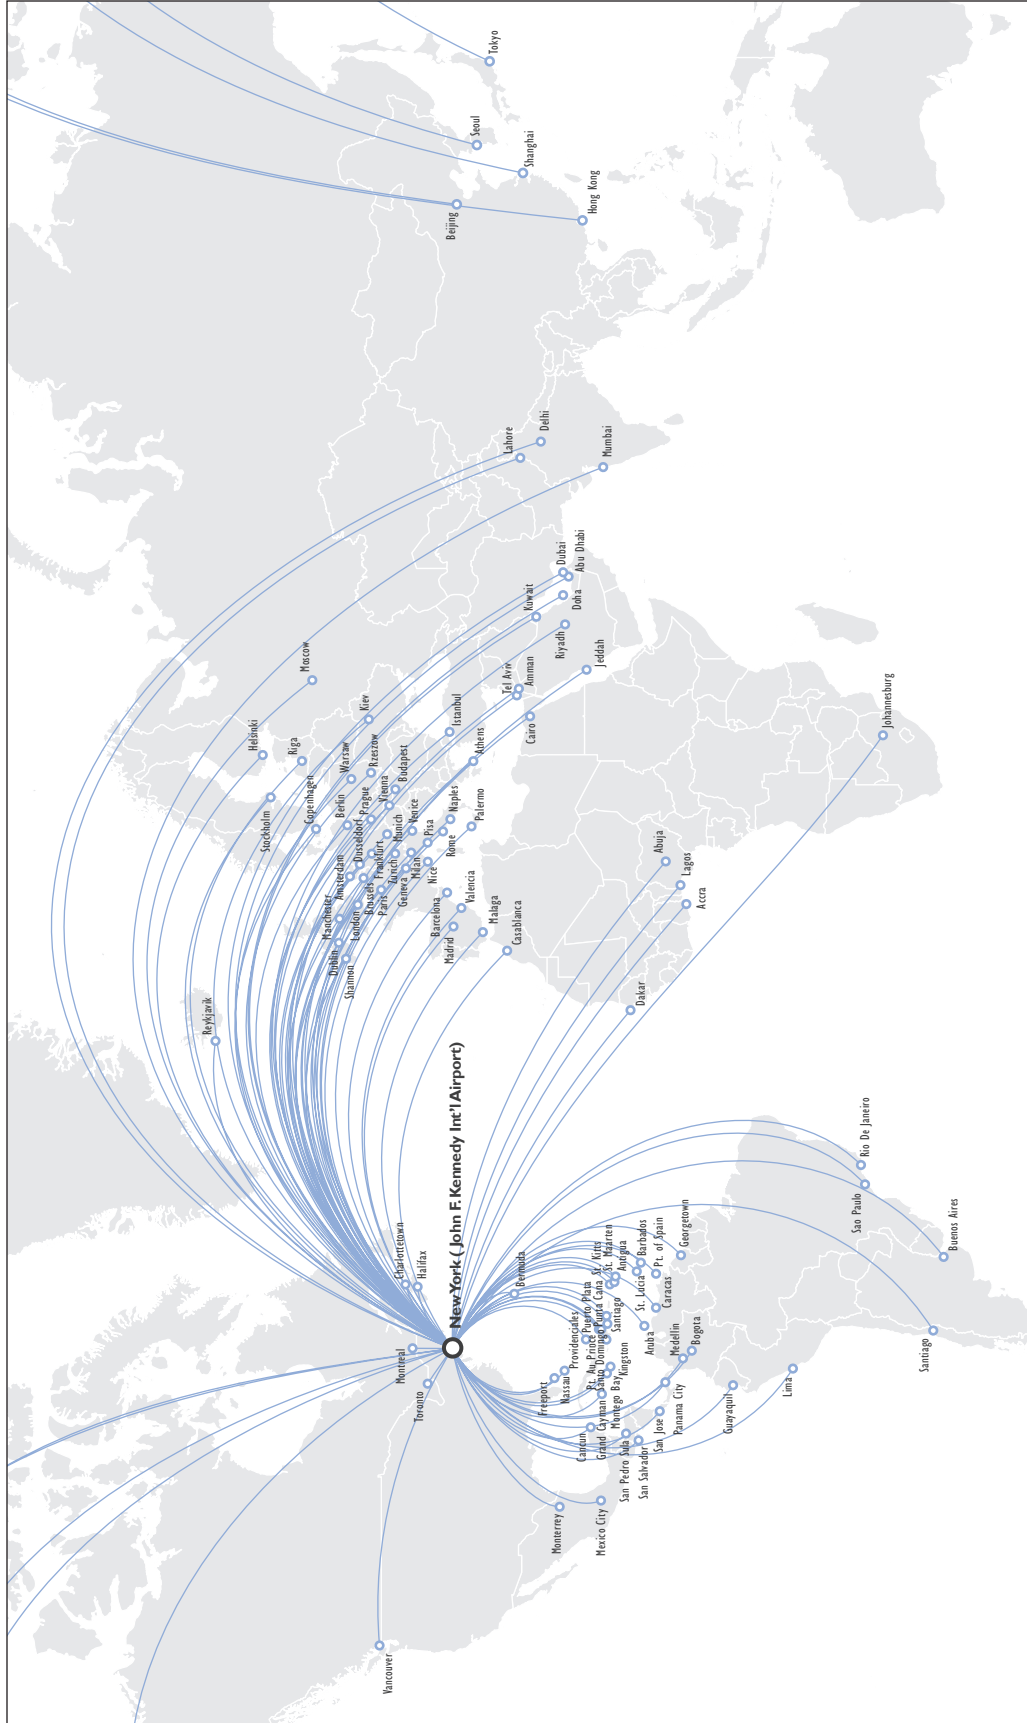 Vancouver
Toronto
Montreal
Charlottetown
Halifax
New York ( John F. Kennedy Int'l Airport)
Bermuda
Monterrey
Mexico City
Freeport
Nassau
Providenciales
Cancun
Grand Cayman
Montego Bay
Kingston
Pt. Au Prince
Santo Domingo
Puerto Plata
Punta Cana
Santiago
St. Kitts
St. Maarten
Antigua
St. Lucia
Barbados
Pt. of Spain
Georgetown
San Pedro Sula
San Salvador
San Jose
Panama City
Aruba
Caracas
Medellin
Bogota
Guayaquil
Lima
Santiago
Buenos Aires
Sao Paulo
Rio De Janeiro
Reykjavik
Shannon
Dublin
Manchester
London
Amsterdam
Brussels
Paris
Dusseldorf
Frankfurt
Geneva
Zurich
Milan
Munich
Venice
Nice
Pisa
Rome
Naples
Palermo
Barcelona
Madrid
Valencia
Malaga
Casablanca
Stockholm
Copenhagen
Helsinki
Riga
Berlin
Prague
Warsaw
Vienna
Rzeszow
Budapest
Kiev
Moscow
Istanbul
Athens
Cairo
Tel Aviv
Amman
Jeddah
Riyadh
Kuwait
Doha
Dubai
Abu Dhabi
Dakar
Accra
Lagos
Abuja
Johannesburg
Lahore
Delhi
Mumbai
Beijing
Hong Kong
Shanghai
Seoul
Tokyo